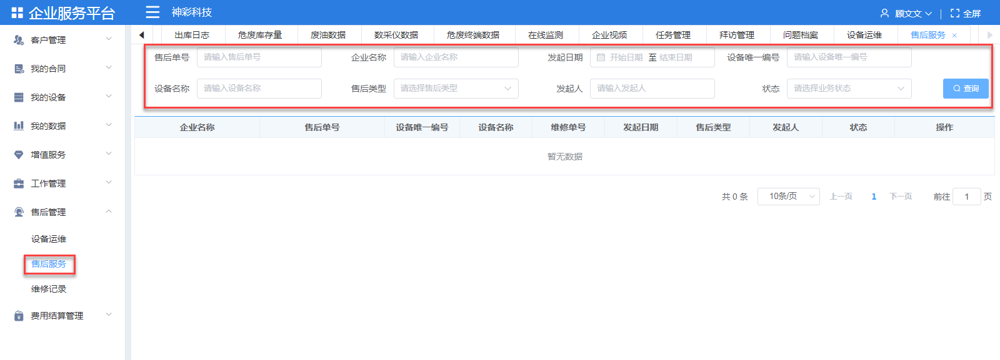 企业服务平台 神彩科技 顾文文 全屏
客户管理
我的合同
我的设备
我的数据
增值服务
工作管理
售后管理
设备运维
售后服务
维修记录
费用结算管理
出库日志 危废库存量 废油数据 数采仪数据 危废终端数据 在线监测 企业视频 任务管理 拜访管理 问题档案 设备运维 售后服务 ×
售后单号 请输入售后单号 企业名称 请输入企业名称 发起日期 开始日期 至 结束日期 设备唯一编号 请输入设备唯一编号
设备名称 请输入设备名称 售后类型 请选择售后类型 发起人 请输入发起人 状态 请选择业务状态 查询
企业名称 售后单号 设备唯一编号 设备名称 维修单号 发起日期 售后类型 发起人 状态 操作
暂无数据
共 0 条 10条/页 上一页 1 下一页 前往 1 页